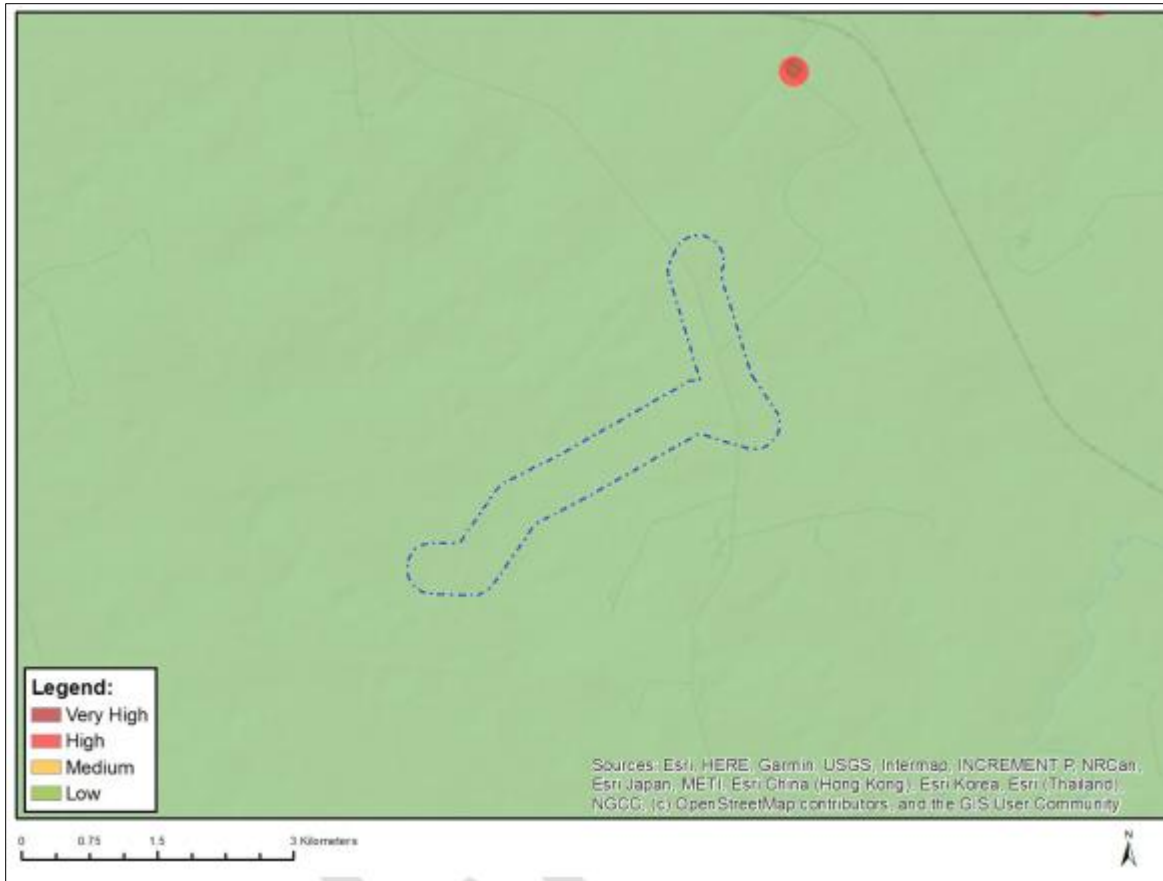 Legend:
Very High
High
Medium
Low
Sources: Esri, HERE, Garmin, USGS, Intermap, INCREMENT P, NRCan,
Esri Japan, METI, Esri China (Hong Kong), Esri Korea, Esri (Thailand),
NGCC, (c) OpenStreetMap contributors, and the GIS User Community
0 0.75 1.5 3 Kilometers
N